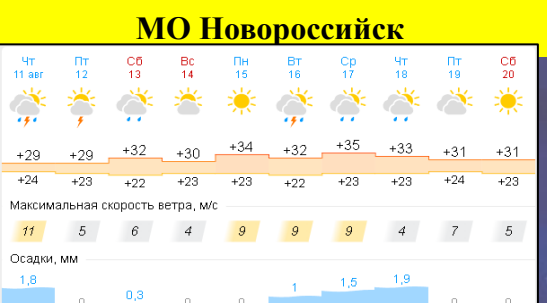 МО Новороссийск
Чт Пт Сб Вс Пн Вт Ср Чт Пт Сб
11 авг 12 13 14 15 16 17 18 19 20
+29 +29 +32 +30 +34 +32 +35 +33 +31 +31
+24 +23 +22 +23 +23 +22 +23 +23 +24 +23
Максимальная скорость ветра, м/с
11 5 6 4 9 9 9 4 7 5
Осадки, мм
1,8 0 0,3 0 0 1 1,5 1,9 0 0